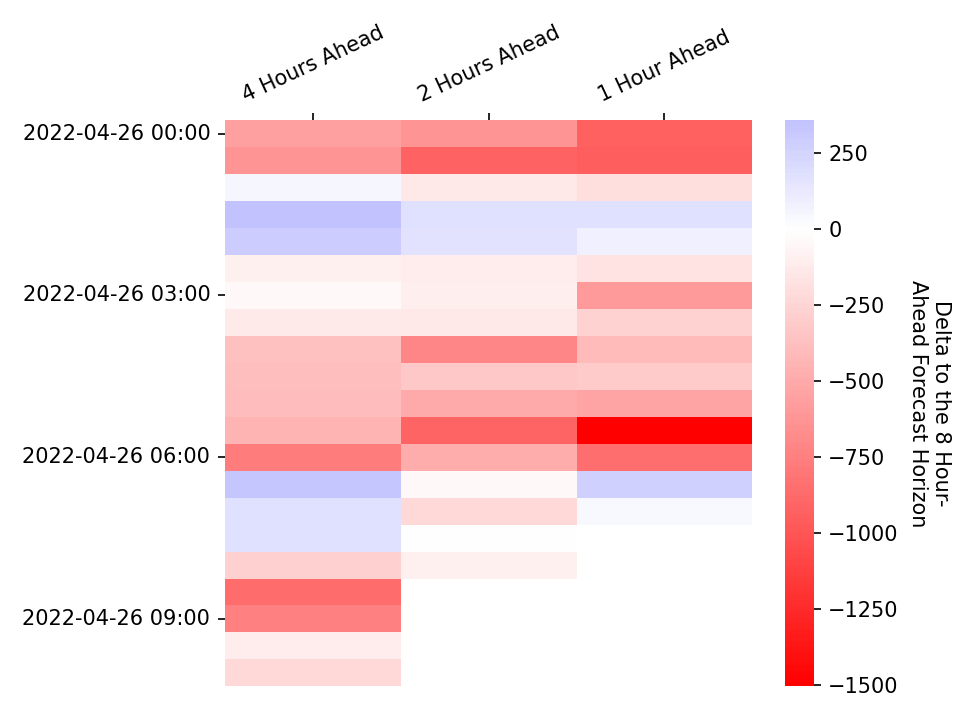 4 Hours Ahead
2 Hours Ahead
1 Hour Ahead
2022-04-26 00:00
2022-04-26 03:00
2022-04-26 06:00
2022-04-26 09:00
250
0
−250
−500
−750
−1000
−1250
−1500
Delta to the 8 Hour-
Ahead Forecast Horizon